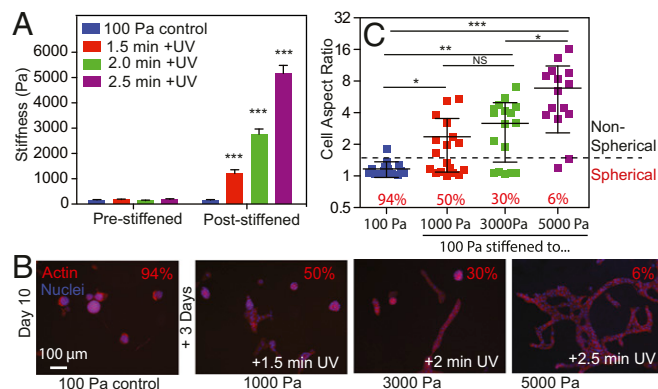 A
100 Pa control
1.5 min +UV
2.0 min +UV
2.5 min +UV
Stiffness (Pa)
6000
5000
4000
3000
2000
1000
0
***
***
***
Pre-stiffened
Post-stiffened
C
Cell Aspect Ratio
16
8
4
2
1
0.5
***
**
*
NS
*
Non-
Spherical
Spherical
94%
50%
30%
6%
100 Pa
1000 Pa
3000Pa
5000 Pa
100 Pa stiffened to...
B
Day 10
Actin
Nuclei
94%
100 µm
100 Pa control
+ 3 Days
50%
+1.5 min UV
1000 Pa
30%
+2 min UV
3000 Pa
6%
+2.5 min UV
5000 Pa